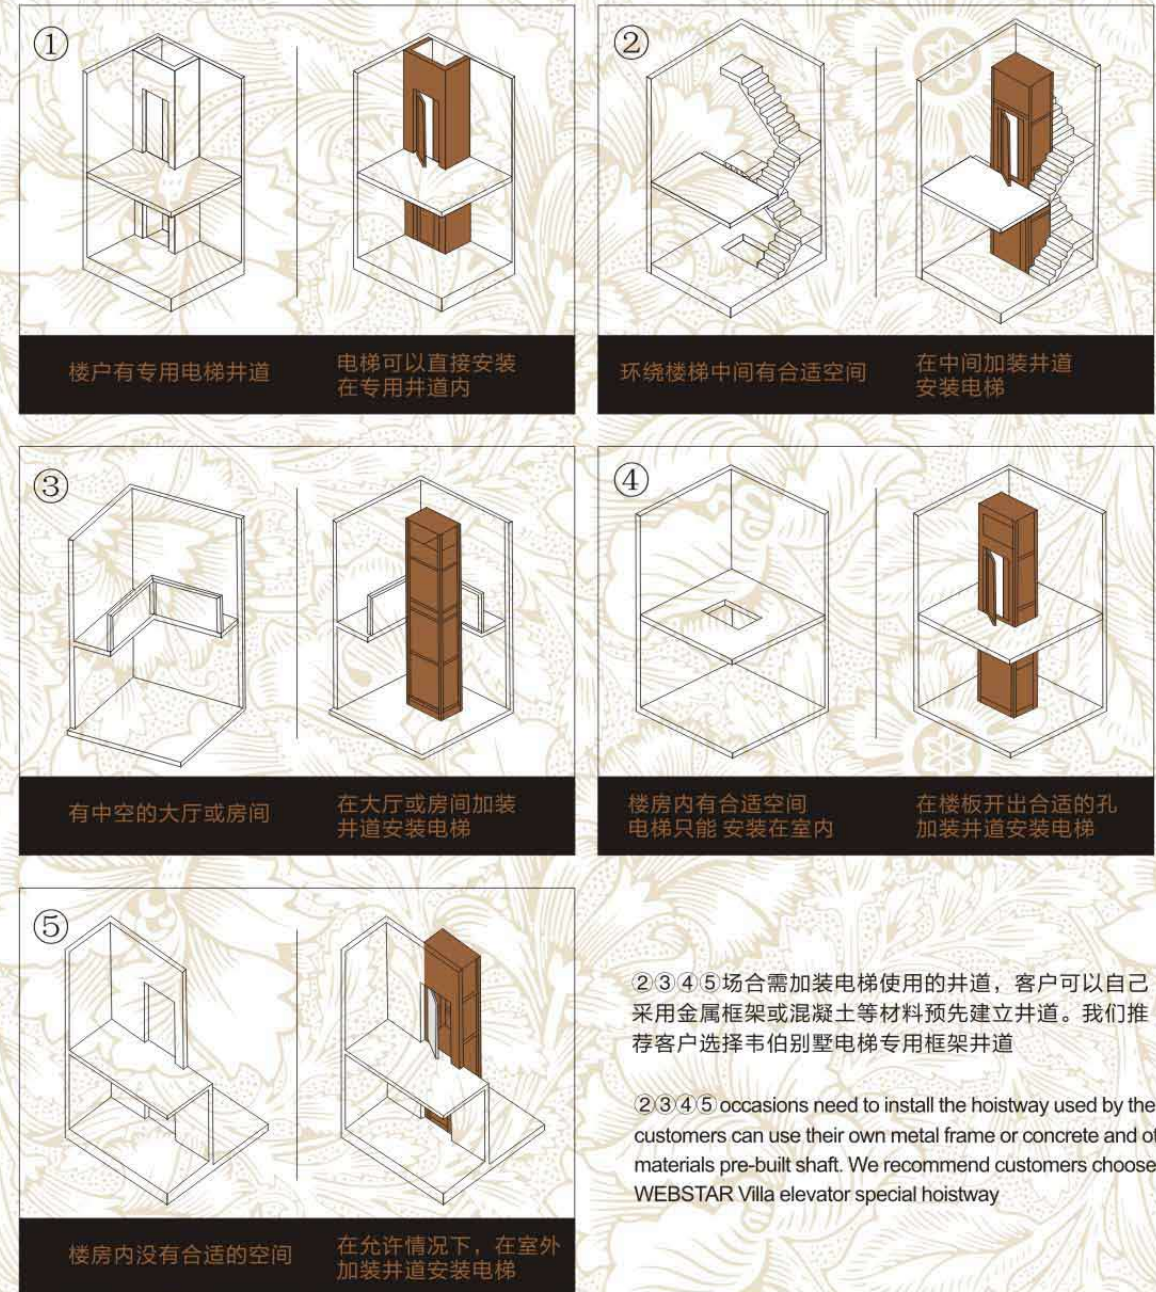 ①
楼户有专用电梯井道
电梯可以直接安装
在专用井道内
②
环绕楼梯中间有合适空间
在中间加装井道
安装电梯
③
有中空的大厅或房间
在大厅或房间加装
井道安装电梯
④
楼房内有合适空间
电梯只能 安装在室内
在楼板开出合适的孔
加装井道安装电梯
⑤
楼房内没有合适的空间
在允许情况下，在室外
加装井道安装电梯
②③④⑤场合需加装电梯使用的井道，客户可以自己
采用金属框架或混凝土等材料预先建立井道。我们推
荐客户选择韦伯别墅电梯专用框架井道
②③④⑤occasions need to install the hoistway used by the
customers can use their own metal frame or concrete and
materials pre-built shaft. We recommend customers choose
WEBSTAR Villa elevator special hoistway